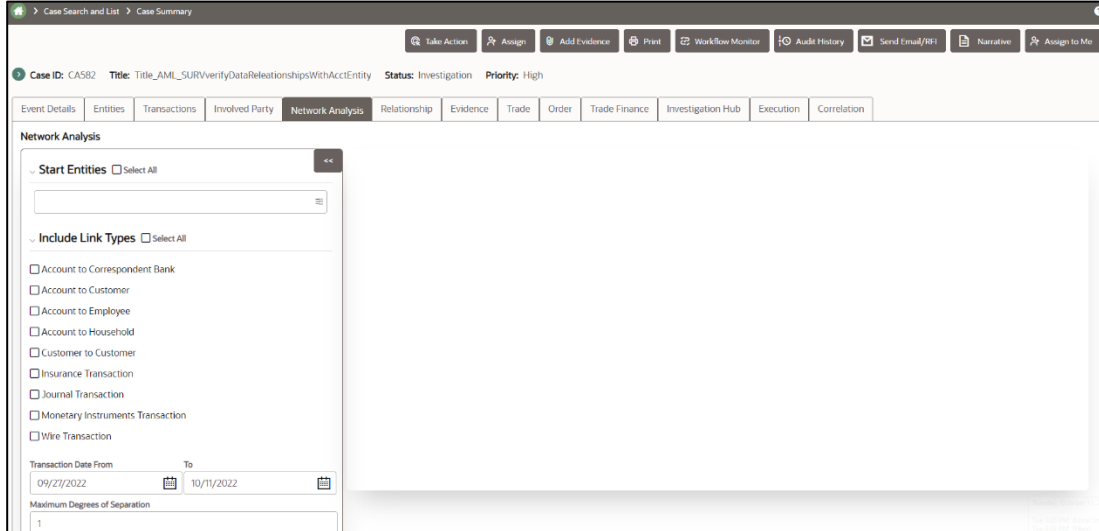 Case Search and List > Case Summary
Take Action Assign Add Evidence Print Workflow Monitor Audit History Send Email/RFI Narrative Assign to Me
Case ID: CA582 Title: Title_AML_SURVverifyDataReleationshipsWithAcctEntity Status: Investigation Priority: High
Event Details Entities Transactions Involved Party Network Analysis Relationship Evidence Trade Order Trade Finance Investigation Hub Execution Correlation
Network Analysis
<<
Start Entities Select All
Include Link Types Select All
Account to Correspondent Bank
Account to Customer
Account to Employee
Account to Household
Customer to Customer
Insurance Transaction
Journal Transaction
Monetary Instruments Transaction
Wire Transaction
Transaction Date From To
09/27/2022 10/11/2022
Maximum Degrees of Separation
1